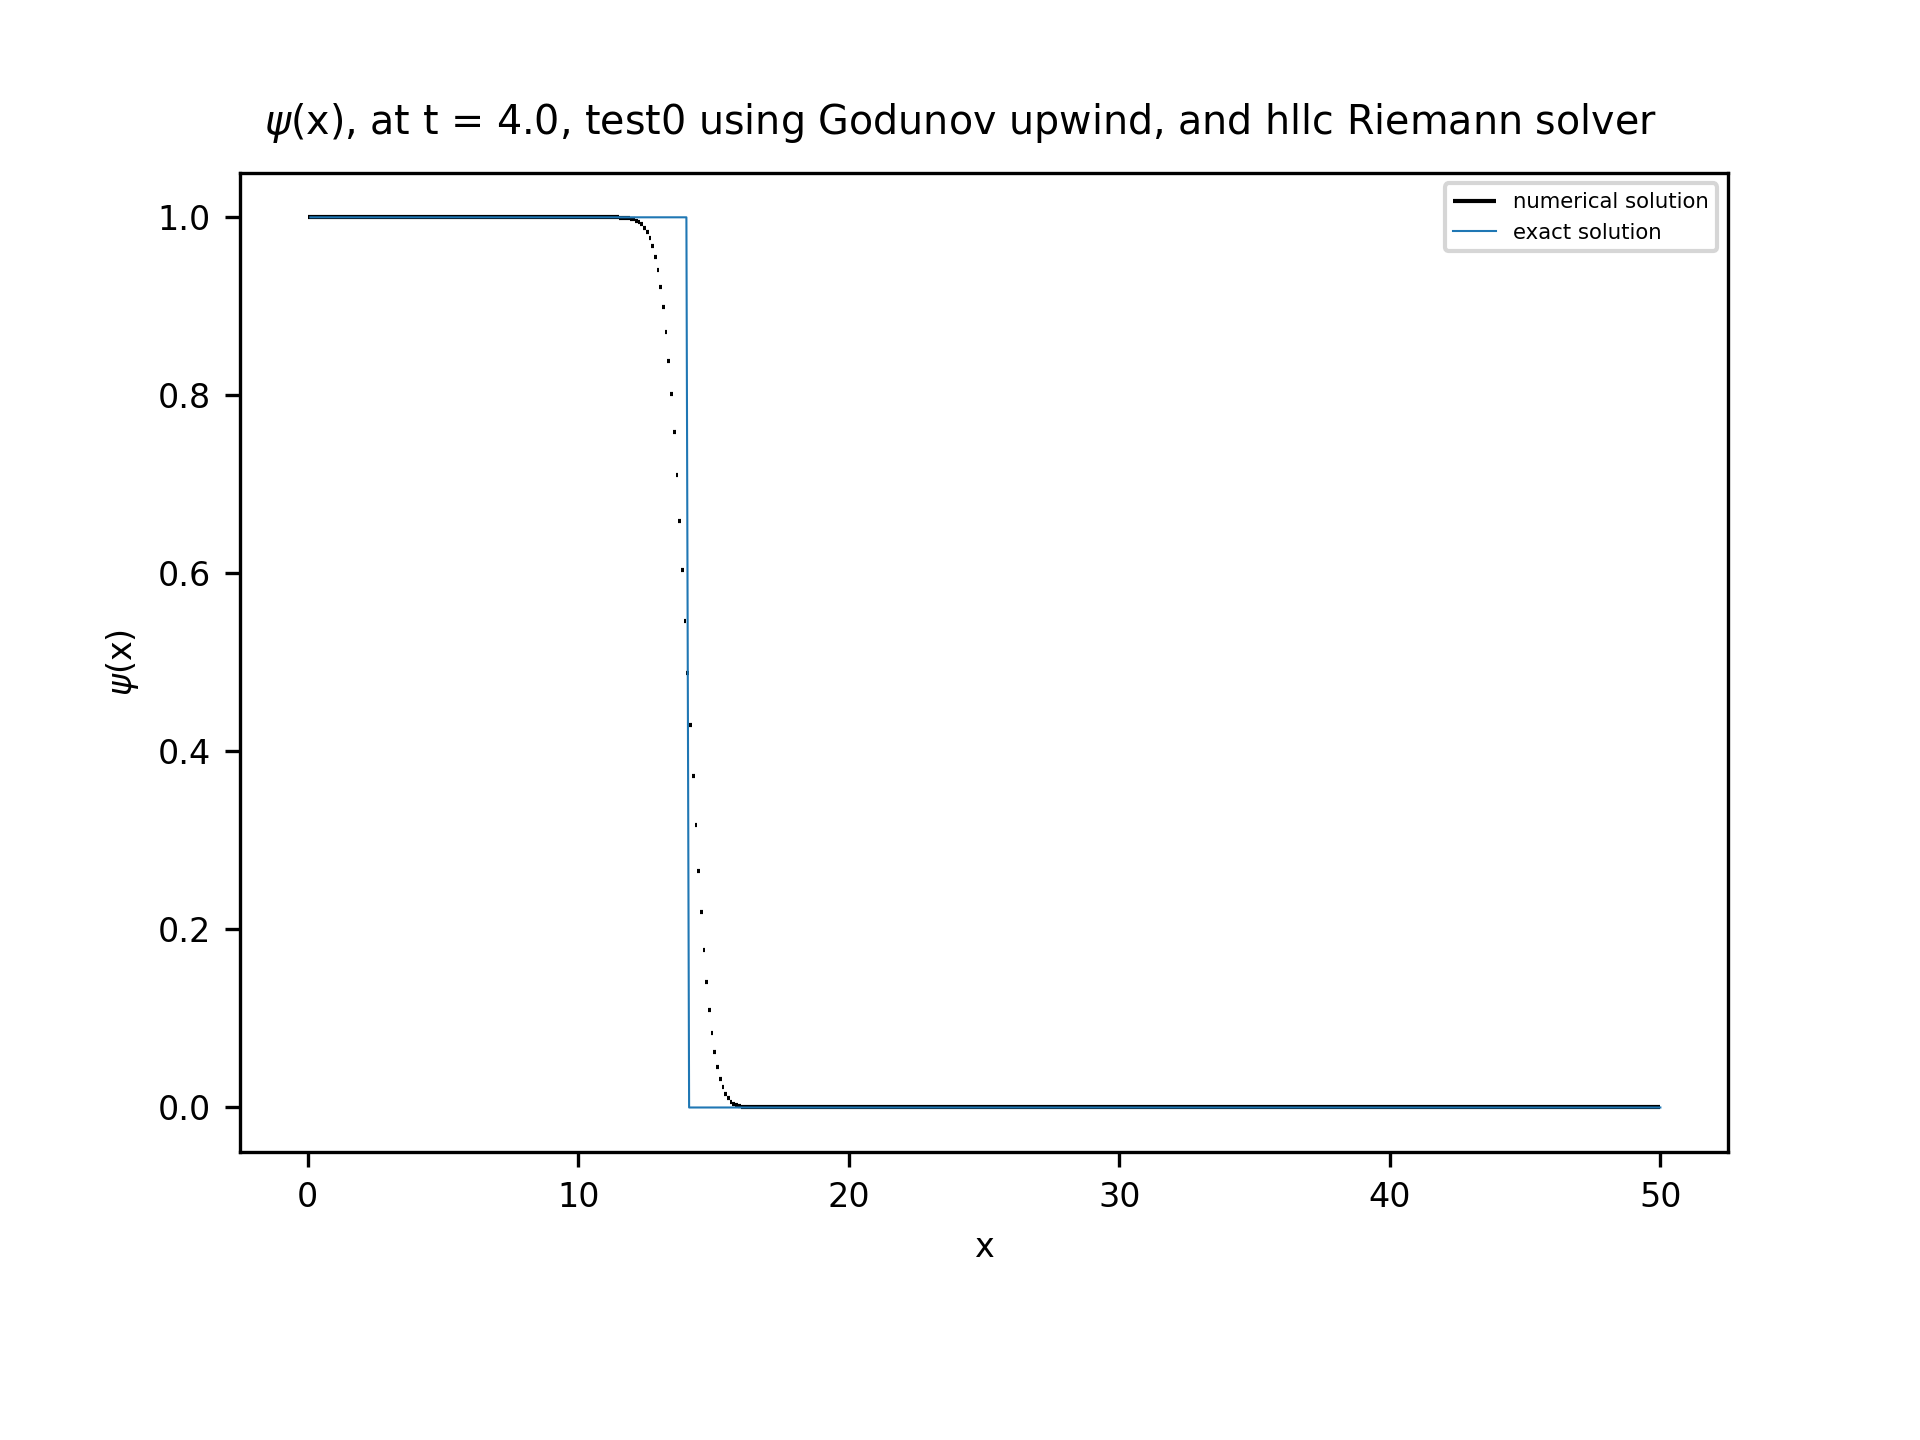 ψ(x), at t = 4.0, test0 using Godunov upwind, and hllc Riemann solver
numerical solution
exact solution
1.0
0.8
0.6
0.4
0.2
0.0
ψ(x)
0 10 20 30 40 50
x